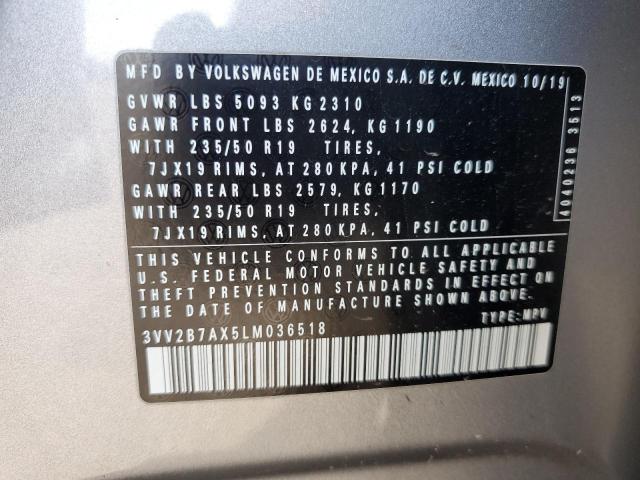 MFD BY VOLKSWAGEN DE MEXICO S.A. DE C.V. MEXICO 10/19
GVWR LBS 5093 KG 2310
GAWR FRONT LBS 2624, KG 1190
WITH 235/50 R19 TIRES,
7JX19 RIMS, AT 280 KPA, 41 PSI COLD
GAWR REAR LBS 2579, KG 1170
WITH 235/50 R19 TIRES,
7JX19 RIMS, AT 280 KPA, 41 PSI COLD
4040236 3513
THIS VEHICLE CONFORMS TO ALL APPLICABLE
U.S. FEDERAL MOTOR VEHICLE SAFETY AND
THEFT PREVENTION STANDARDS IN EFFECT ON
THE DATE OF MANUFACTURE SHOWN ABOVE.
3VV2B7AX5LM036518 TYPE:MPV